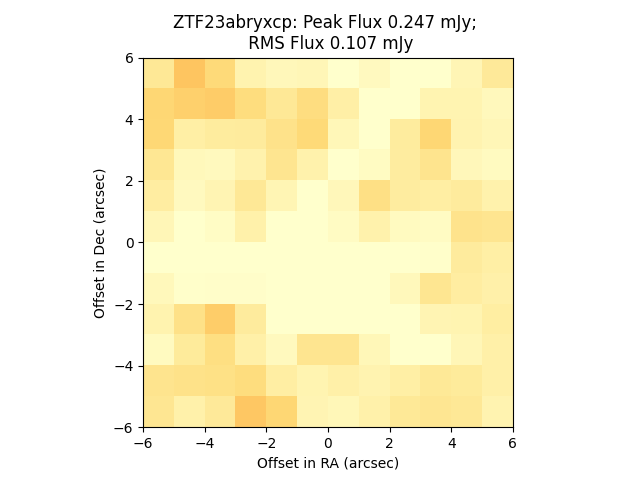 ZTF23abryxcp: Peak Flux 0.247 mJy;
RMS Flux 0.107 mJy
6
4
2
0
−2
−4
−6
Offset in Dec (arcsec)
−6 −4 −2 0 2 4 6
Offset in RA (arcsec)